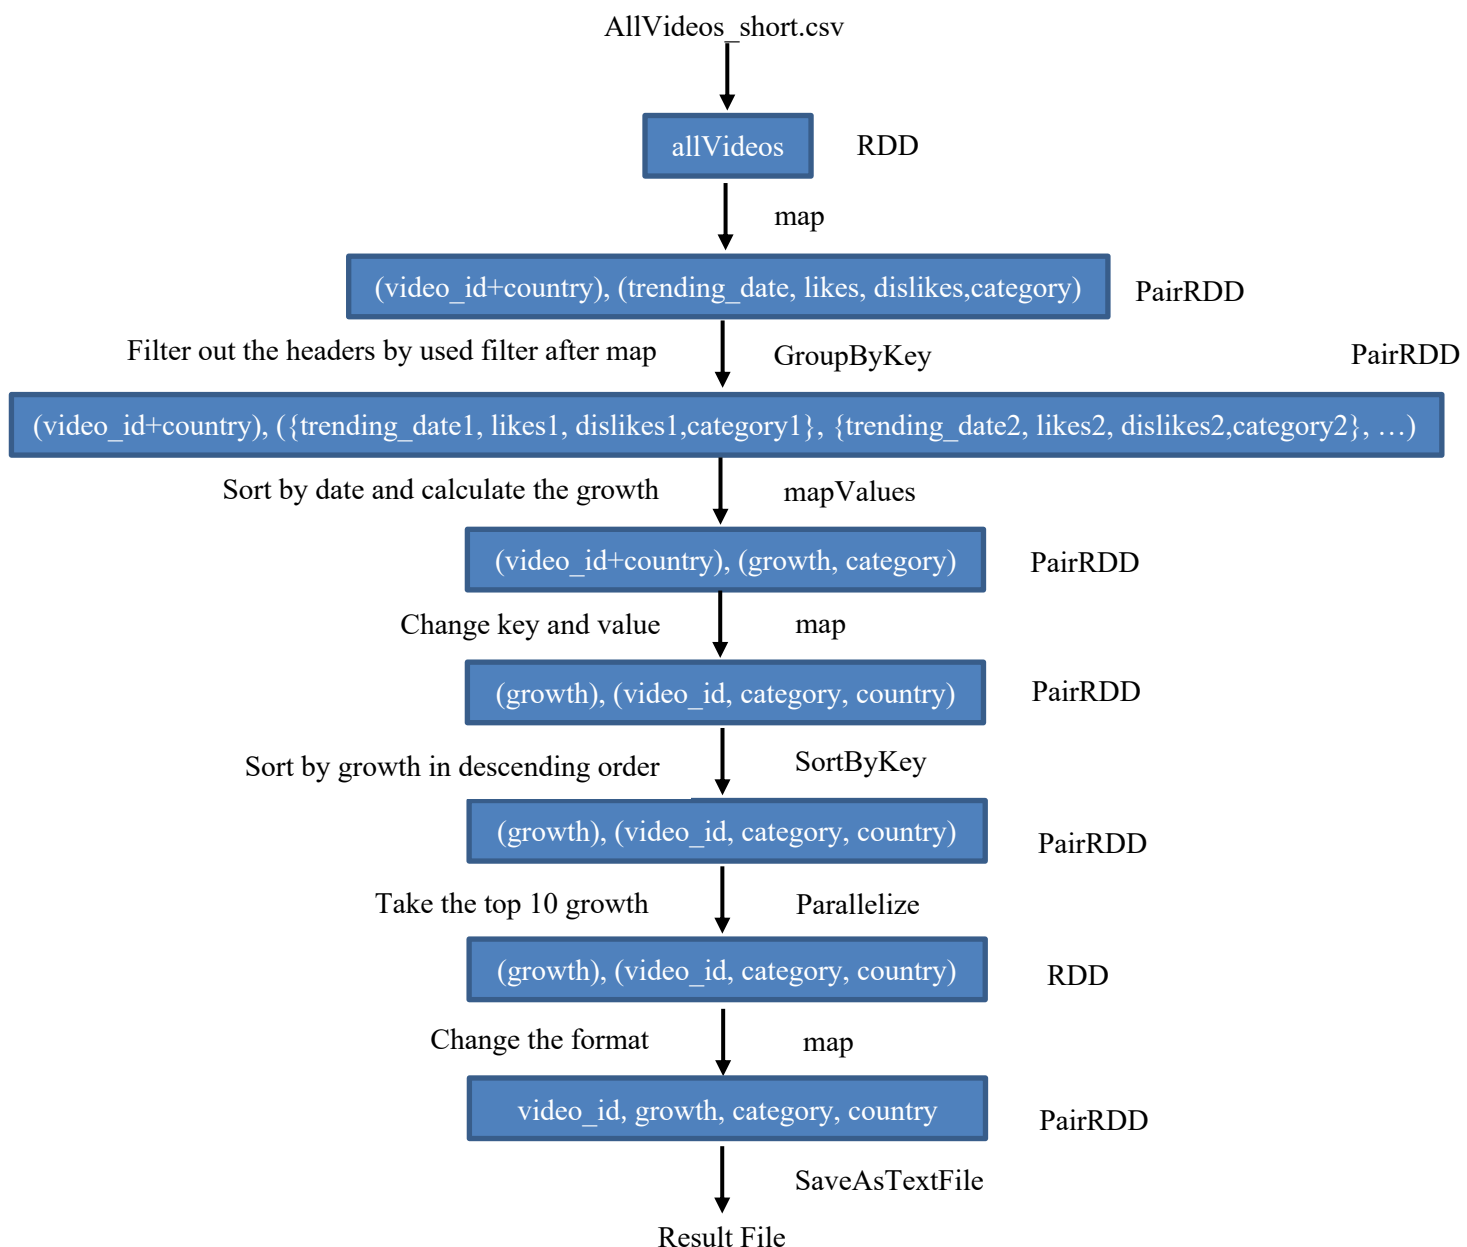 AllVideos_short.csv
allVideos RDD
map
(video_id+country), (trending_date, likes, dislikes,category) PairRDD
Filter out the headers by used filter after map GroupByKey PairRDD
(video_id+country), ({trending_date1, likes1, dislikes1,category1}, {trending_date2, likes2, dislikes2,category2}, …)
Sort by date and calculate the growth mapValues
(video_id+country), (growth, category) PairRDD
Change key and value map
(growth), (video_id, category, country) PairRDD
Sort by growth in descending order SortByKey
(growth), (video_id, category, country) PairRDD
Take the top 10 growth Parallelize
(growth), (video_id, category, country) RDD
Change the format map
video_id, growth, category, country PairRDD
SaveAsTextFile
Result File